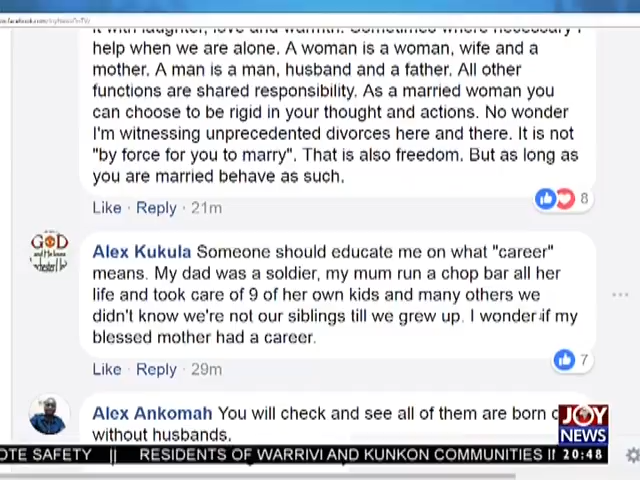 help when we are alone. A woman is a woman, wife and a
mother. A man is a man, husband and a father. All other
functions are shared responsibility. As a married woman you
can choose to be rigid in your thought and actions. No wonder
I'm witnessing unprecedented divorces here and there. It is not
"by force for you to marry". That is also freedom. But as long as
you are married behave as such.
Like · Reply · 21m
8
GOD
Alex Kukula Someone should educate me on what "career"
means. My dad was a soldier, my mum run a chop bar all her
life and took care of 9 of her own kids and many others we
didn't know we're not our siblings till we grew up. I wonder if my
blessed mother had a career.
7
Like · Reply · 29m
Alex Ankomah You will check and see all of them are born
without husbands.
JOY
NEWS
OTE SAFETY || RESIDENTS OF WARRIVI AND KUNKON COMMUNITIES
20:48